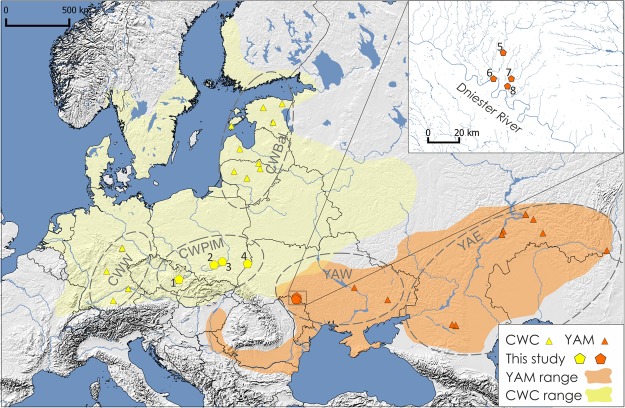 0 500 km
5
6 7
8
Dniester River
0 20 km
CWBal
CWW
CWPlM
1
2
3
4
YAW
YAE
CWC YAM
This study
YAM range
CWC range